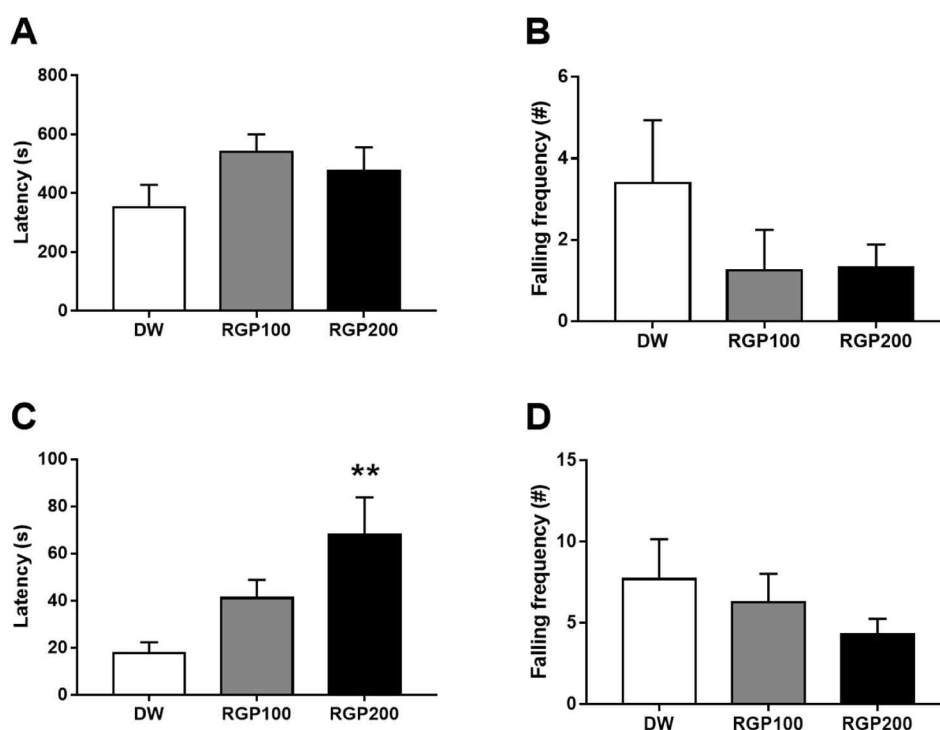 A
Latency (s)
800
600
400
200
0
DW RGP100 RGP200
B
Falling frequency (#)
6
4
2
0
DW RGP100 RGP200
C
Latency (s)
100
80
60
40
20
0
**
DW RGP100 RGP200
D
Falling frequency (#)
15
10
5
0
DW RGP100 RGP200